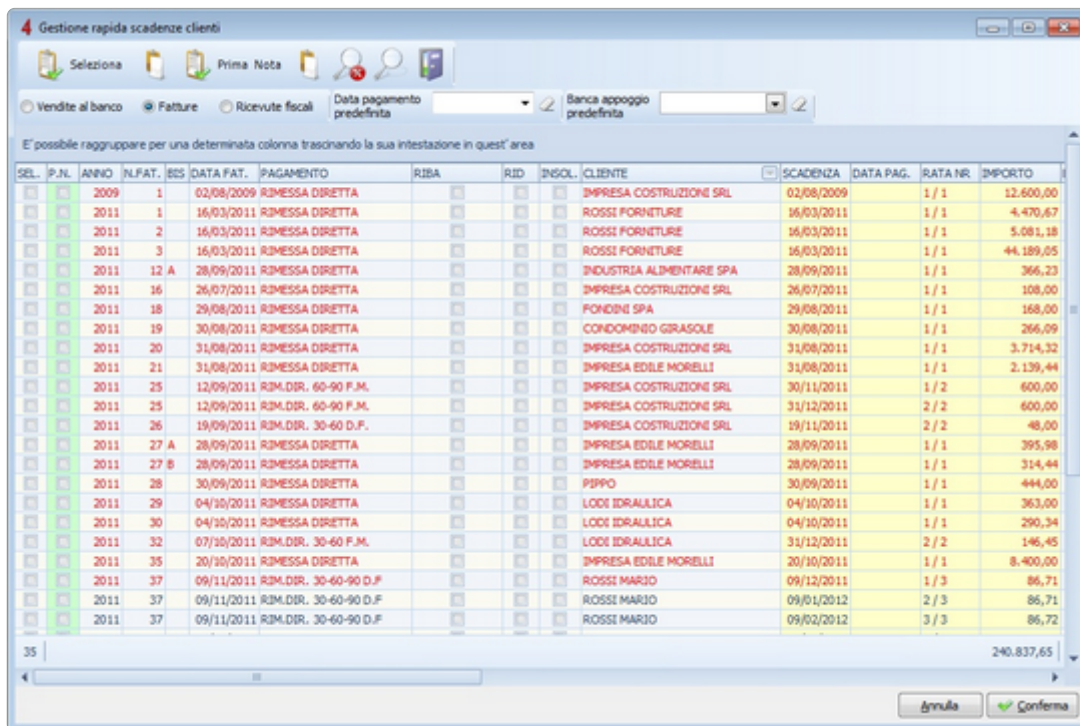 4 Gestione rapida scadenze clienti
Seleziona Prima Nota
Vendite al banco Fatture Ricevute fiscali Data pagamento predefinita Banca appoggio predefinita
E' possibile raggruppare per una determinata colonna trascinando la sua intestazione in quest' area
SEL. P.N. ANNO N.FAT. BIS DATA FAT. PAGAMENTO RIBA RID INSOL. CLIENTE SCADENZA DATA PAG. RATA NR IMPORTO
2009 1 02/08/2009 RIMESSA DIRETTA IMPRESA COSTRUZIONI SRL 02/08/2009 1 / 1 12.600,00
2011 1 16/03/2011 RIMESSA DIRETTA ROSSI FORNITURE 16/03/2011 1 / 1 4.470,67
2011 2 16/03/2011 RIMESSA DIRETTA ROSSI FORNITURE 16/03/2011 1 / 1 5.081,18
2011 3 16/03/2011 RIMESSA DIRETTA ROSSI FORNITURE 16/03/2011 1 / 1 44.189,05
2011 12 A 28/09/2011 RIMESSA DIRETTA INDUSTRIA ALIMENTARE SPA 28/09/2011 1 / 1 366,23
2011 16 26/07/2011 RIMESSA DIRETTA IMPRESA COSTRUZIONI SRL 26/07/2011 1 / 1 108,00
2011 18 29/08/2011 RIMESSA DIRETTA FONDINI SPA 29/08/2011 1 / 1 168,00
2011 19 30/08/2011 RIMESSA DIRETTA CONDOMINIO GIRASOLE 30/08/2011 1 / 1 266,09
2011 20 31/08/2011 RIMESSA DIRETTA IMPRESA COSTRUZIONI SRL 31/08/2011 1 / 1 3.714,32
2011 21 31/08/2011 RIMESSA DIRETTA IMPRESA EDILE MORELLI 31/08/2011 1 / 1 2.139,44
2011 25 12/09/2011 RIM.DIR. 60-90 F.M. IMPRESA COSTRUZIONI SRL 30/11/2011 1 / 2 600,00
2011 25 12/09/2011 RIM.DIR. 60-90 F.M. IMPRESA COSTRUZIONI SRL 31/12/2011 2 / 2 600,00
2011 26 19/09/2011 RIM.DIR. 30-60 D.F. IMPRESA COSTRUZIONI SRL 19/11/2011 2 / 2 48,00
2011 27 A 28/09/2011 RIMESSA DIRETTA IMPRESA EDILE MORELLI 28/09/2011 1 / 1 395,98
2011 27 B 28/09/2011 RIMESSA DIRETTA IMPRESA EDILE MORELLI 28/09/2011 1 / 1 314,44
2011 28 30/09/2011 RIMESSA DIRETTA PIPPO 30/09/2011 1 / 1 444,00
2011 29 04/10/2011 RIMESSA DIRETTA LODI IDRAULICA 04/10/2011 1 / 1 363,00
2011 30 04/10/2011 RIMESSA DIRETTA LODI IDRAULICA 04/10/2011 1 / 1 290,34
2011 32 07/10/2011 RIM.DIR. 30-60 F.M. LODI IDRAULICA 31/12/2011 2 / 2 146,45
2011 35 20/10/2011 RIMESSA DIRETTA IMPRESA EDILE MORELLI 20/10/2011 1 / 1 8.400,00
2011 37 09/11/2011 RIM.DIR. 30-60-90 D.F ROSSI MARIO 09/12/2011 1 / 3 86,71
2011 37 09/11/2011 RIM.DIR. 30-60-90 D.F ROSSI MARIO 09/01/2012 2 / 3 86,71
2011 37 09/11/2011 RIM.DIR. 30-60-90 D.F ROSSI MARIO 09/02/2012 3 / 3 86,72
35 240.837,65
Annulla Conferma